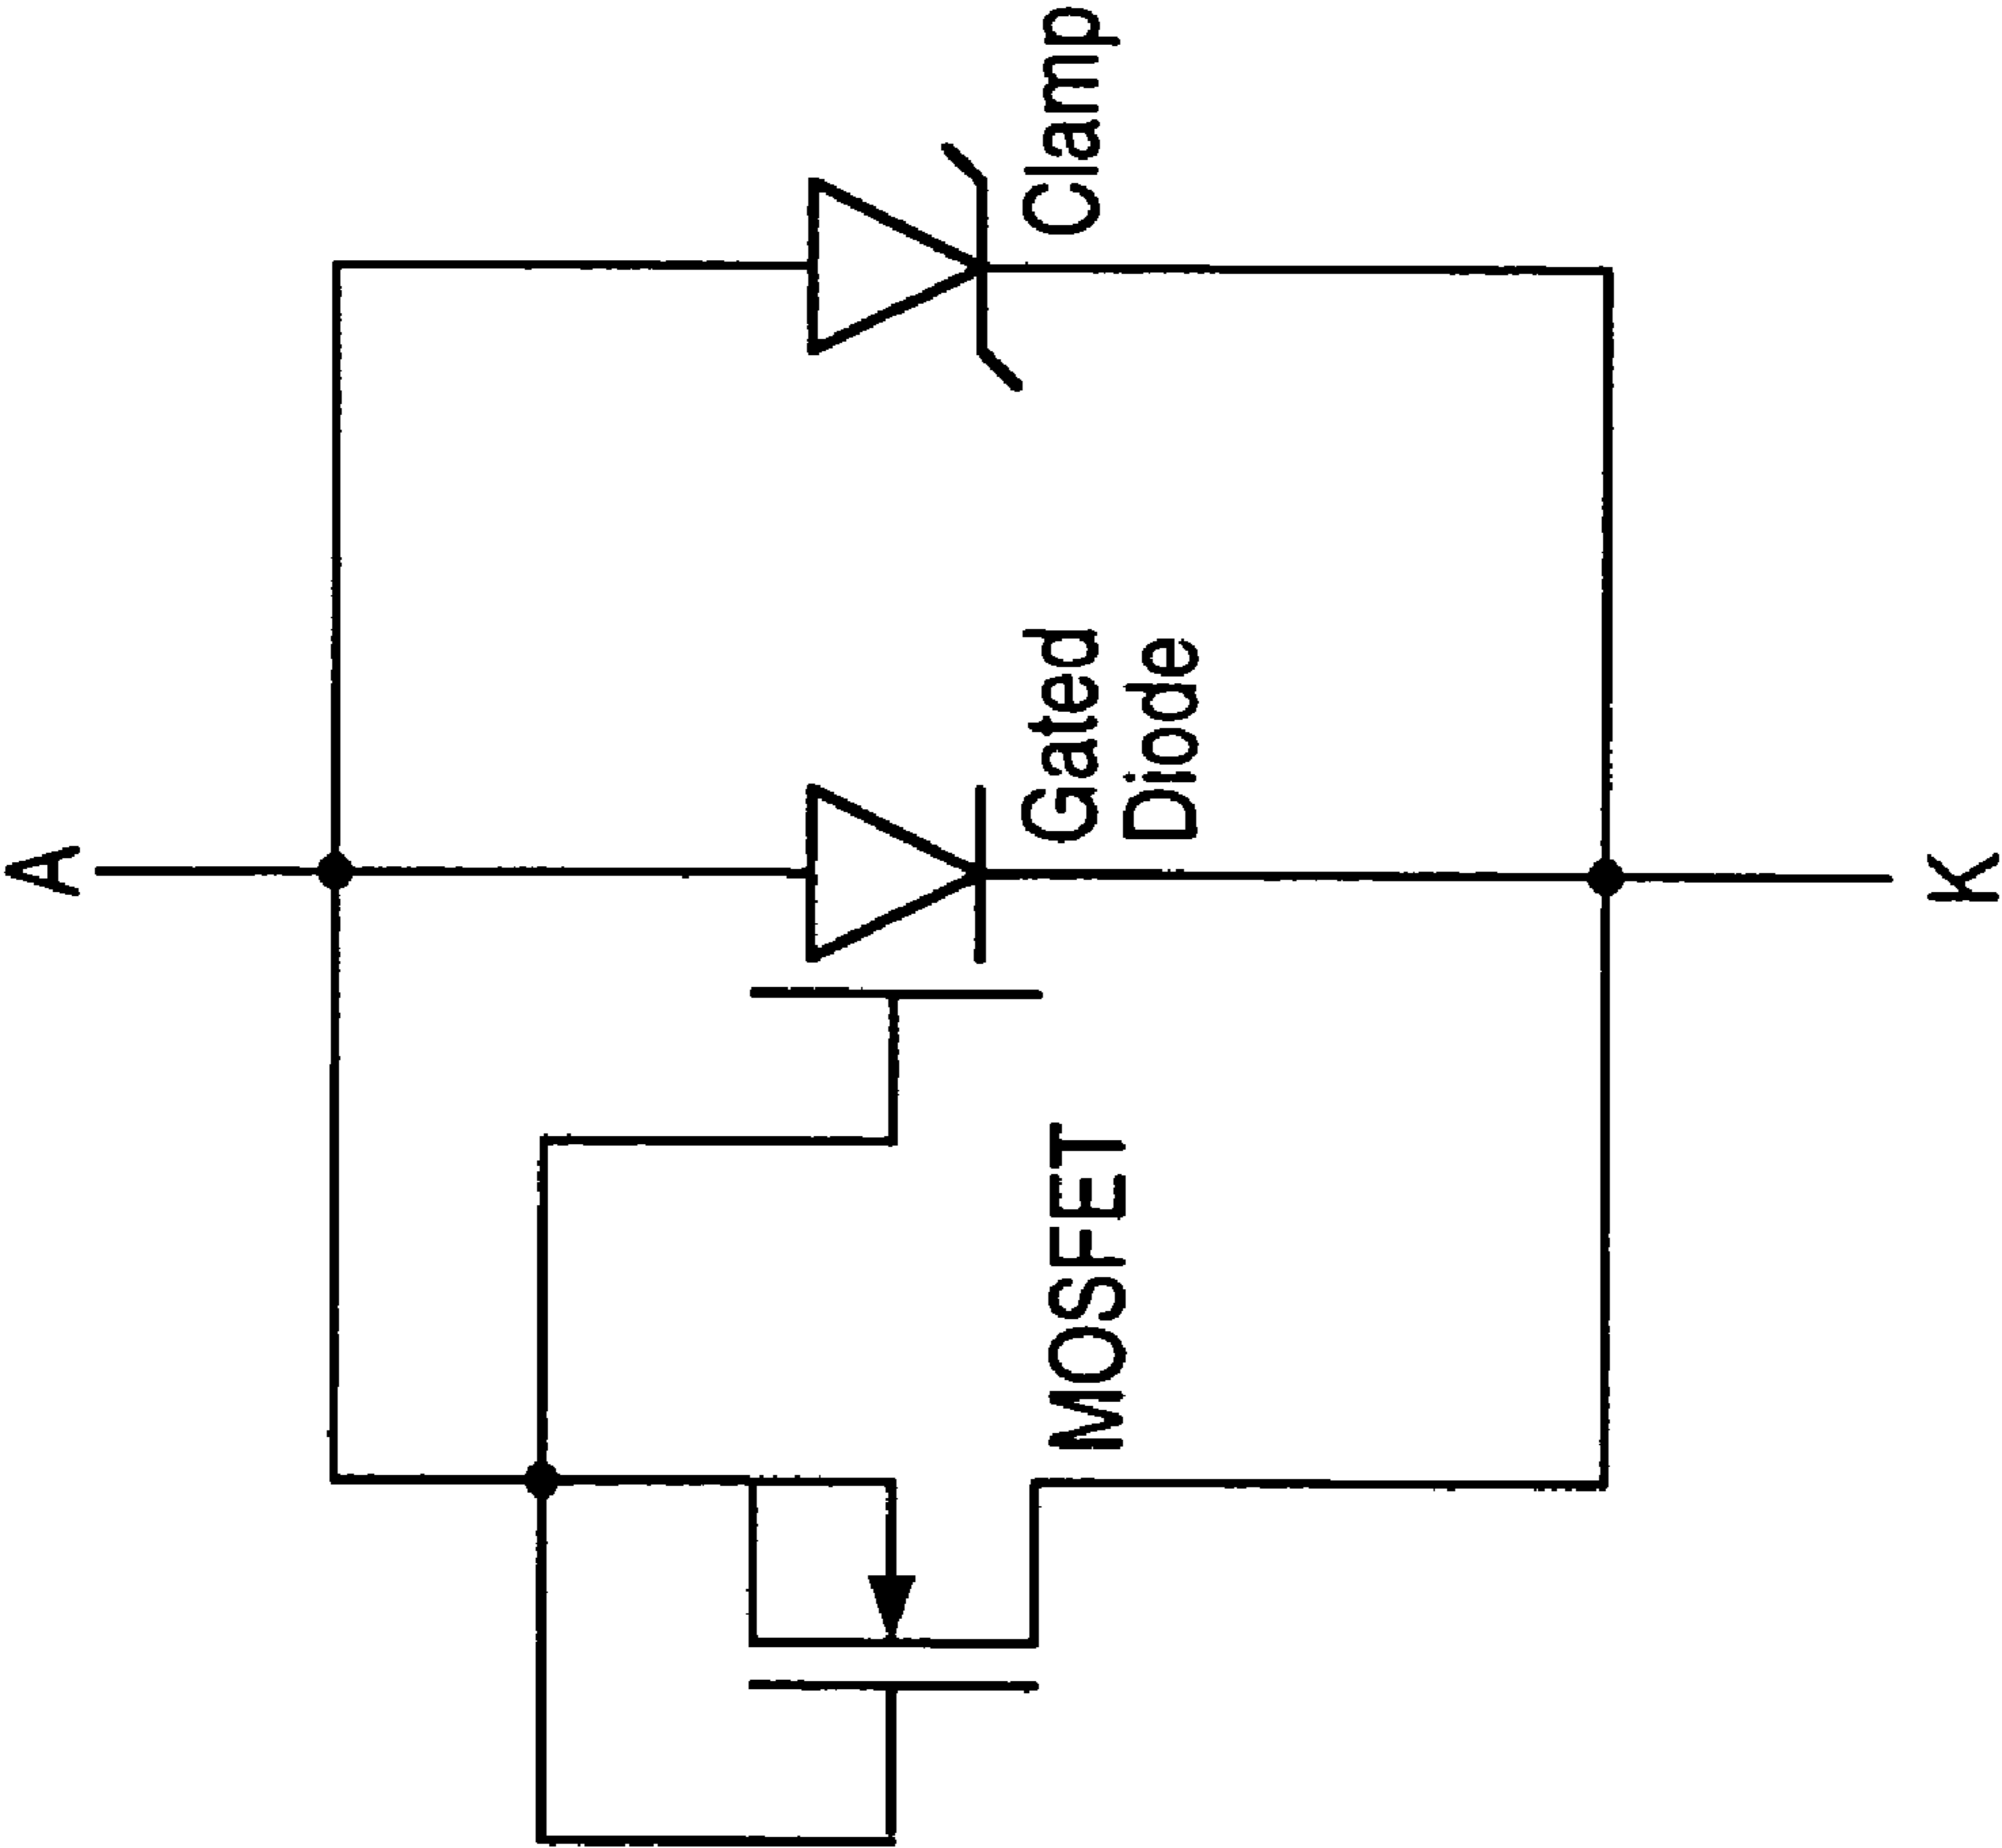 A
MOSFET
Gated
Diode
Clamp
K